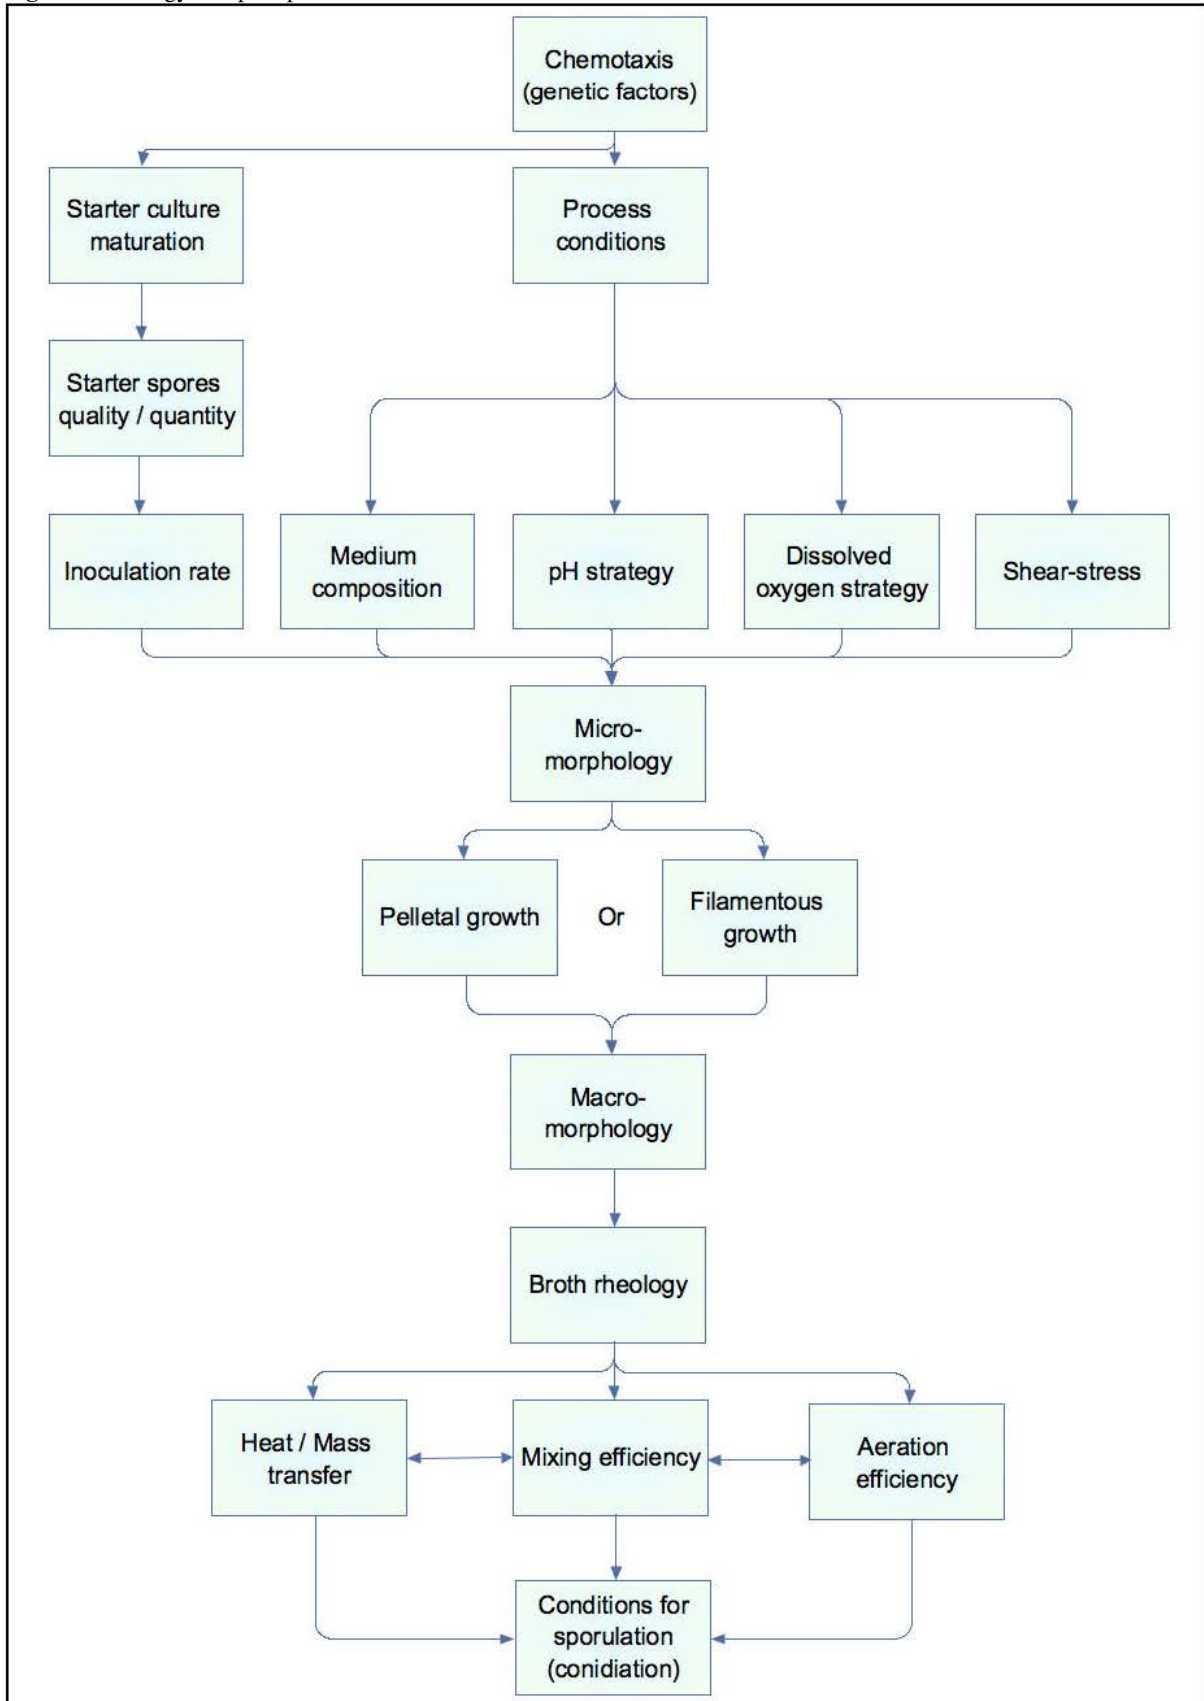 Chemotaxis
(genetic factors)
Starter culture
maturation
Process
conditions
Starter spores
quality / quantity
Inoculation rate
Medium
composition
pH strategy
Dissolved
oxygen strategy
Shear-stress
Micro-
morphology
Pelletal growth
Or
Filamentous
growth
Macro-
morphology
Broth rheology
Heat / Mass
transfer
Mixing efficiency
Aeration
efficiency
Conditions for
sporulation
(conidiation)